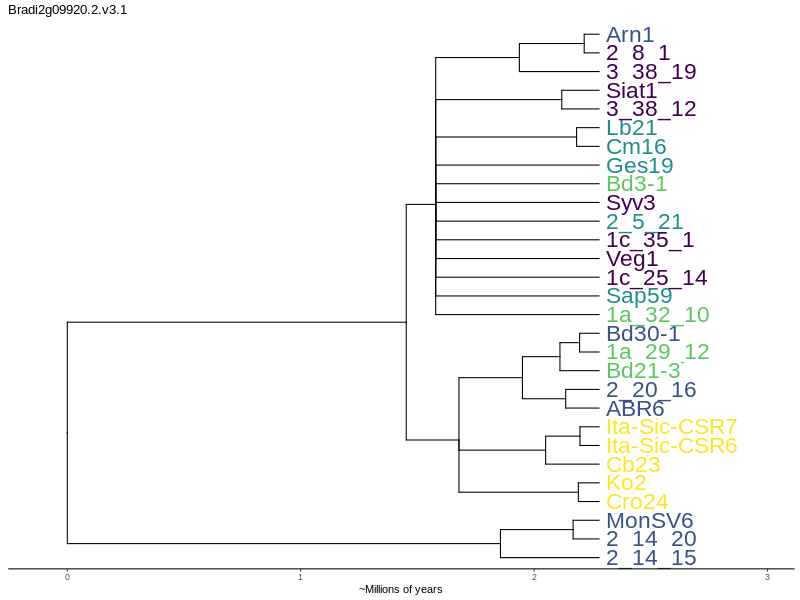 Bradi2g09920.2.v3.1
Arn1
2_8_1
3_38_19
Siat1
3_38_12
Lb21
Cm16
Ges19
Bd3-1
Syv3
2_5_21
1c_35_1
Veg1
1c_25_14
Sap59
1a_32_10
Bd30-1
1a_29_12
Bd21-3
2_20_16
ABR6
Ita-Sic-CSR7
Ita-Sic-CSR6
Cb23
Ko2
Cro24
MonSV6
2_14_20
2_14_15
0 1 2 3
~Millions of years